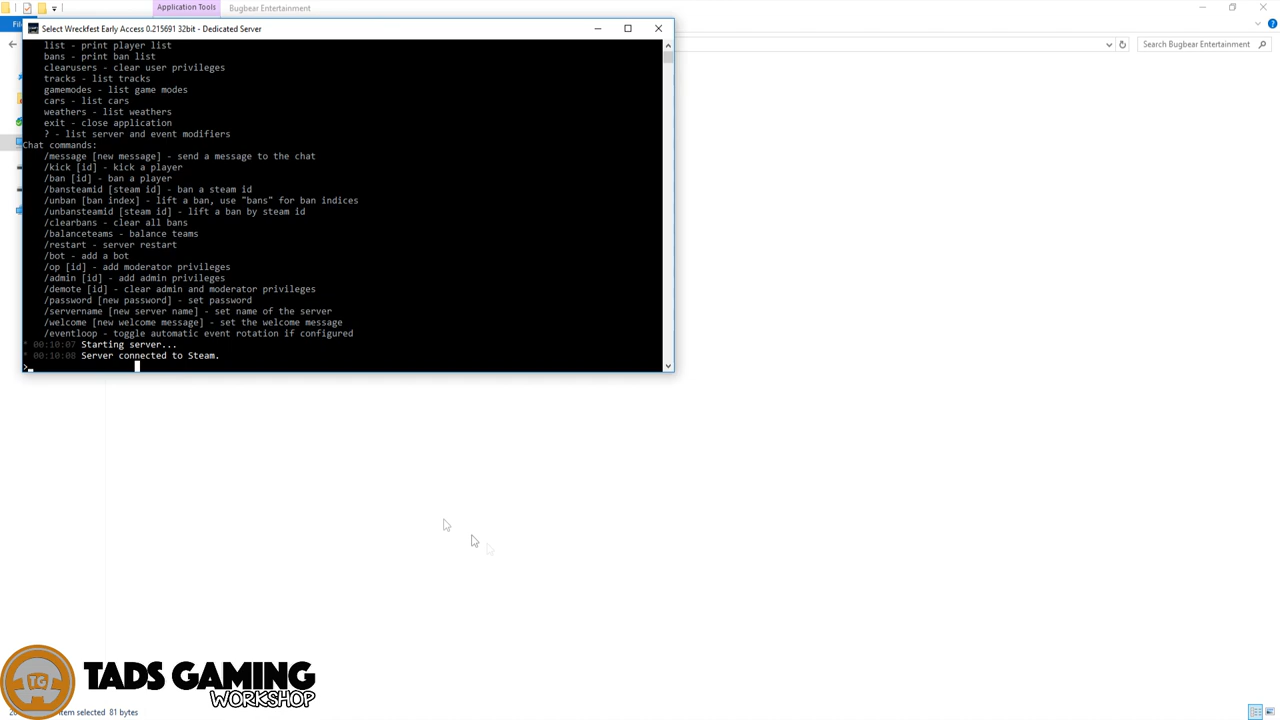 Application Tools
Bugbear Entertainment
Select Wreckfest Early Access 0.215691 32bit - Dedicated Server
Search Bugbear Entertainment
list - print player list
bans - print ban list
clearusers - clear user privileges
tracks - list tracks
gamemodes - list game modes
cars - list cars
weathers - list weathers
exit - close application
? - list server and event modifiers
Chat commands:
/message [new message] - send a message to the chat
/kick [id] - kick a player
/ban [id] - ban a player
/bansteamid [steam id] - ban a steam id
/unban [ban index] - lift a ban, use "bans" for ban indices
/unbansteamid [steam id] - lift a ban by steam id
/clearbans - clear all bans
/balanceteams - balance teams
/restart - server restart
/bot - add a bot
/op [id] - add moderator privileges
/admin [id] - add admin privileges
/demote [id] - clear admin and moderator privileges
/password [new password] - set password
/servername [new server name] - set name of the server
/welcome [new welcome message] - set the welcome message
/eventloop - toggle automatic event rotation if configured
* 00:10:07 Starting server...
* 00:10:08 Server connected to Steam.
>
TG
TADS GAMING
WORKSHOP
selected 81 bytes